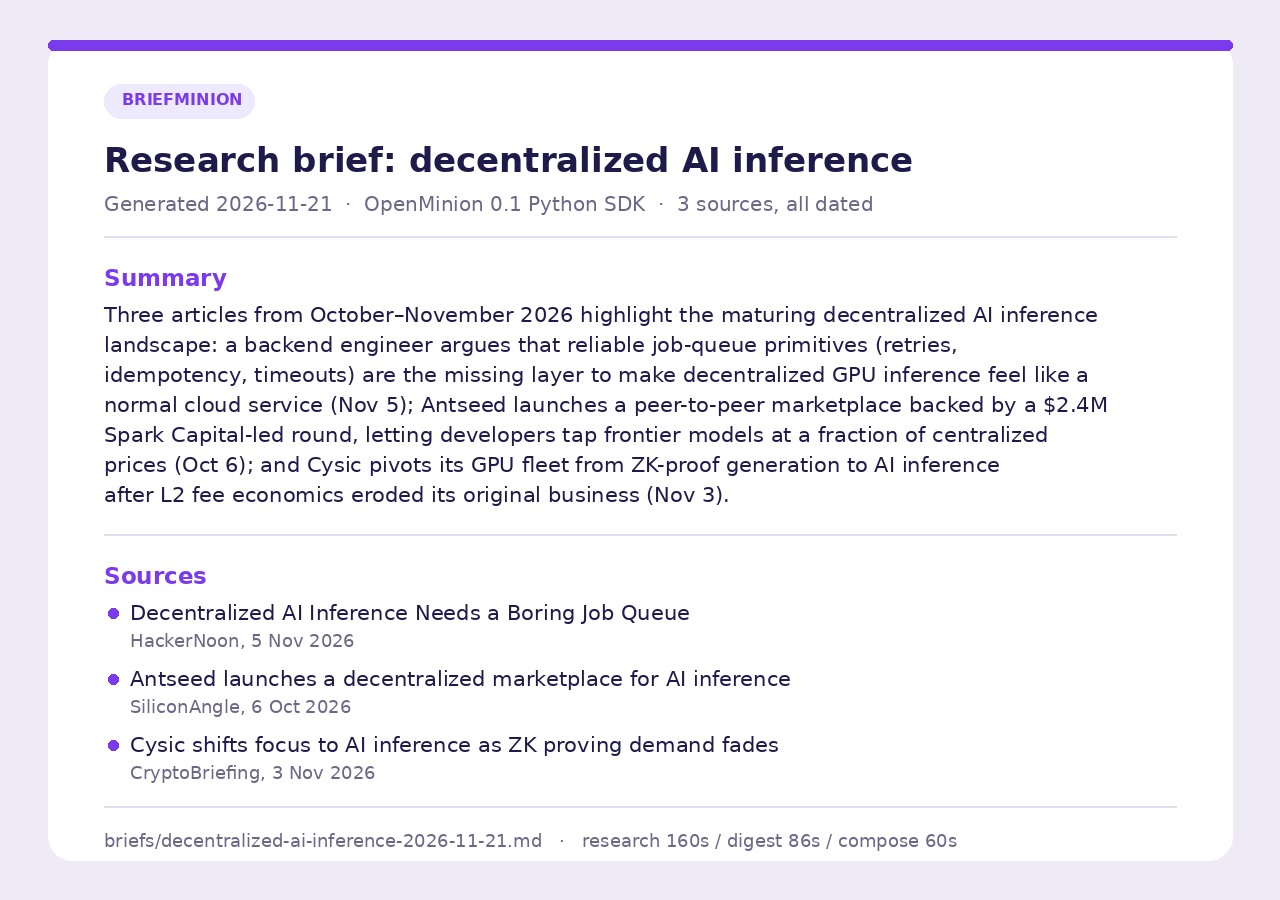 BRIEFMINION
Research brief: decentralized AI inference
Generated 2026-11-21 · OpenMinion 0.1 Python SDK · 3 sources, all dated
Summary
Three articles from October–November 2026 highlight the maturing decentralized AI inference
landscape: a backend engineer argues that reliable job-queue primitives (retries,
idempotency, timeouts) are the missing layer to make decentralized GPU inference feel like a
normal cloud service (Nov 5); Antseed launches a peer-to-peer marketplace backed by a $2.4M
Spark Capital-led round, letting developers tap frontier models at a fraction of centralized
prices (Oct 6); and Cysic pivots its GPU fleet from ZK-proof generation to AI inference
after L2 fee economics eroded its original business (Nov 3).
Sources
Decentralized AI Inference Needs a Boring Job Queue
HackerNoon, 5 Nov 2026
Antseed launches a decentralized marketplace for AI inference
SiliconAngle, 6 Oct 2026
Cysic shifts focus to AI inference as ZK proving demand fades
CryptoBriefing, 3 Nov 2026
briefs/decentralized-ai-inference-2026-11-21.md · research 160s / digest 86s / compose 60s